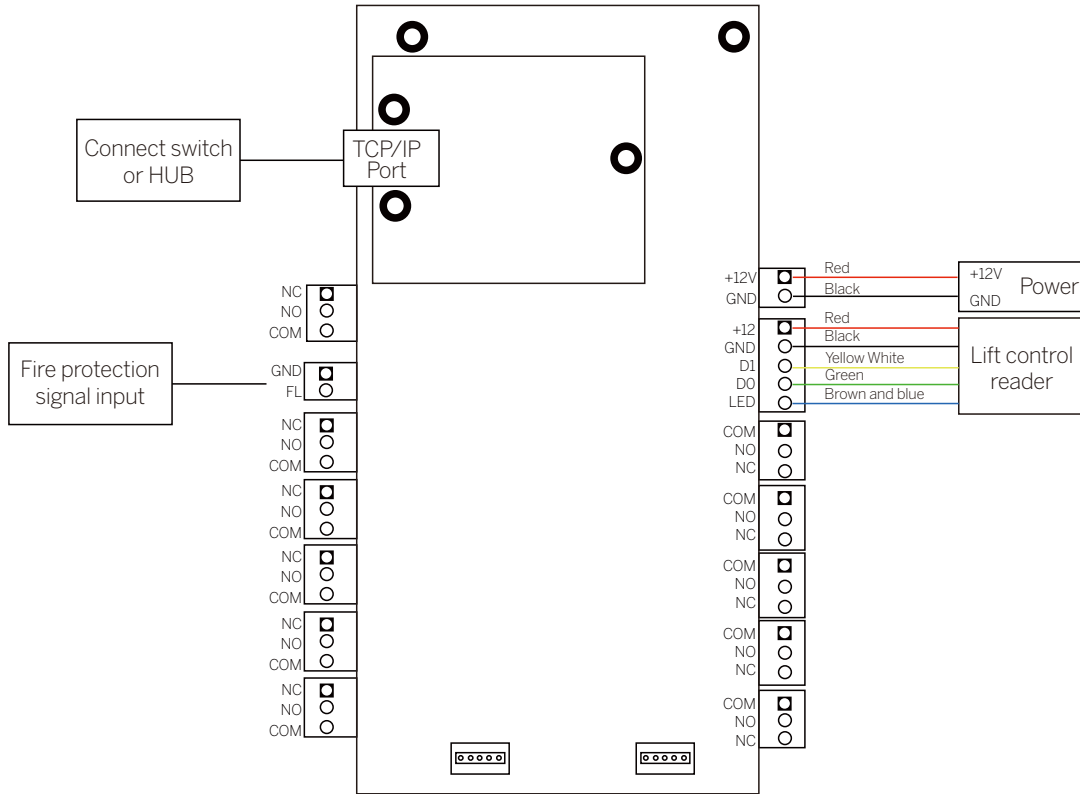 Connect switch
or HUB
TCP/IP
Port
NC
NO
COM
Fire protection
signal input
GND
FL
NC
NO
COM
NC
NO
COM
NC
NO
COM
NC
NO
COM
NC
NO
COM
+12V
GND
Red
Black
+12V
GND
Power
+12
GND
D1
D0
LED
Red
Black
Yellow White
Green
Brown and blue
Lift control
reader
COM
NO
NC
COM
NO
NC
COM
NO
NC
COM
NO
NC
COM
NO
NC